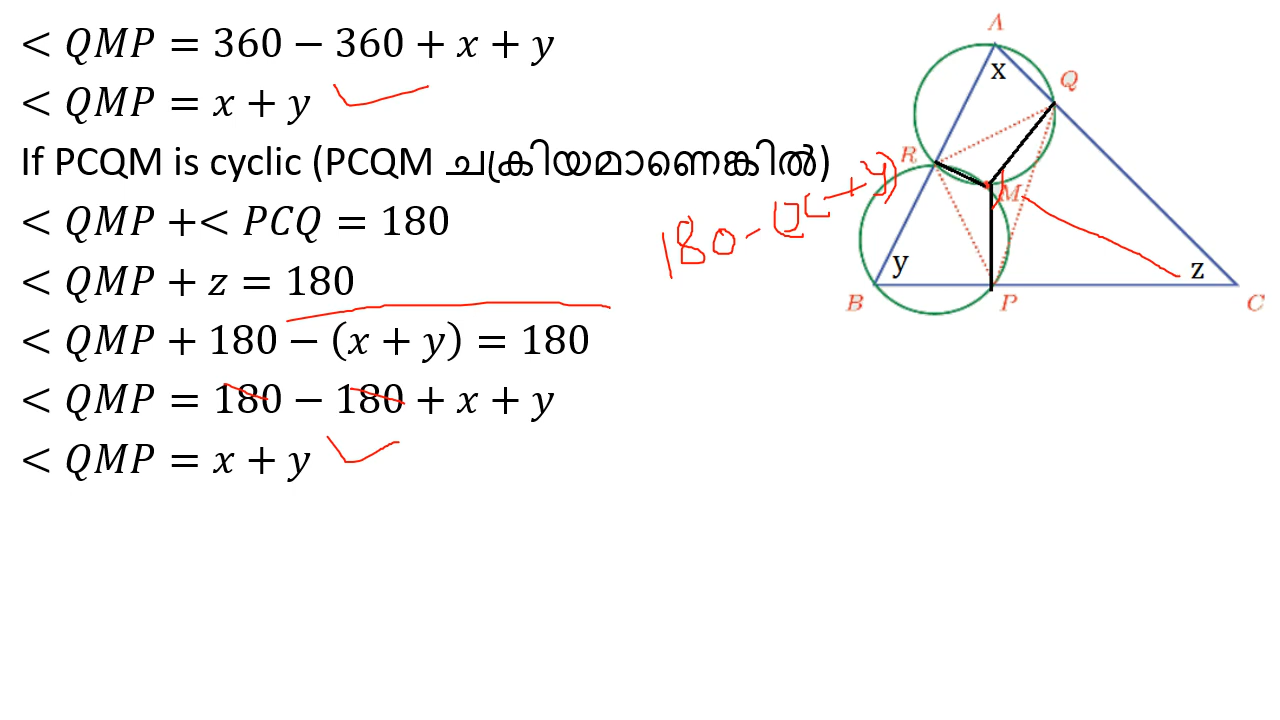 < QMP = 360 − 360 + x + y
< QMP = x + y
If PCQM is cyclic (PCQM ചക്രിയമാണെങ്കിൽ)
< QMP +< PCQ = 180
< QMP + z = 180
< QMP + 180 − (x + y) = 180
< QMP = 180 − 180 + x + y
< QMP = x + y
A
x
Q
R
M
180-(x+y)
y
z
B
P
C